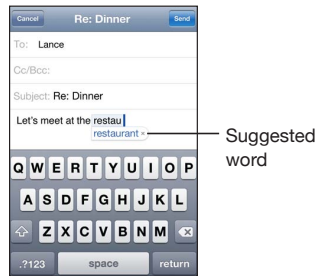 Cancel Re: Dinner Send
To: Lance
Cc/Bcc:
Subject: Re: Dinner
Let's meet at the restau
restaurant ×
Suggested
word
Q W E R T Y U I O P
A S D F G H J K L
Z X C V B N M
.?123 space return